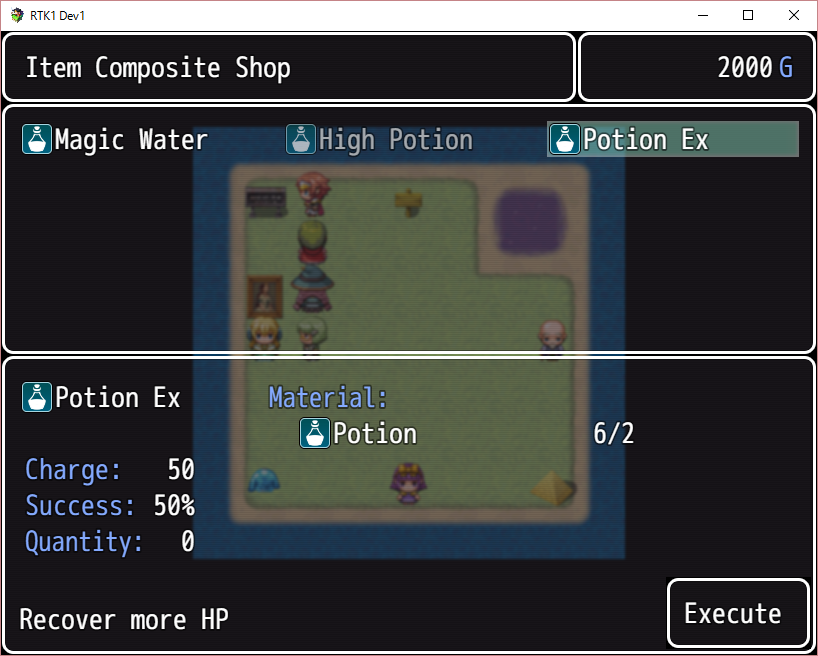 RTK1 Dev1
Item Composite Shop
2000 G
Magic Water High Potion Potion Ex
Potion Ex Material:
Potion 6/2
Charge: 50
Success: 50%
Quantity: 0
Recover more HP
Execute